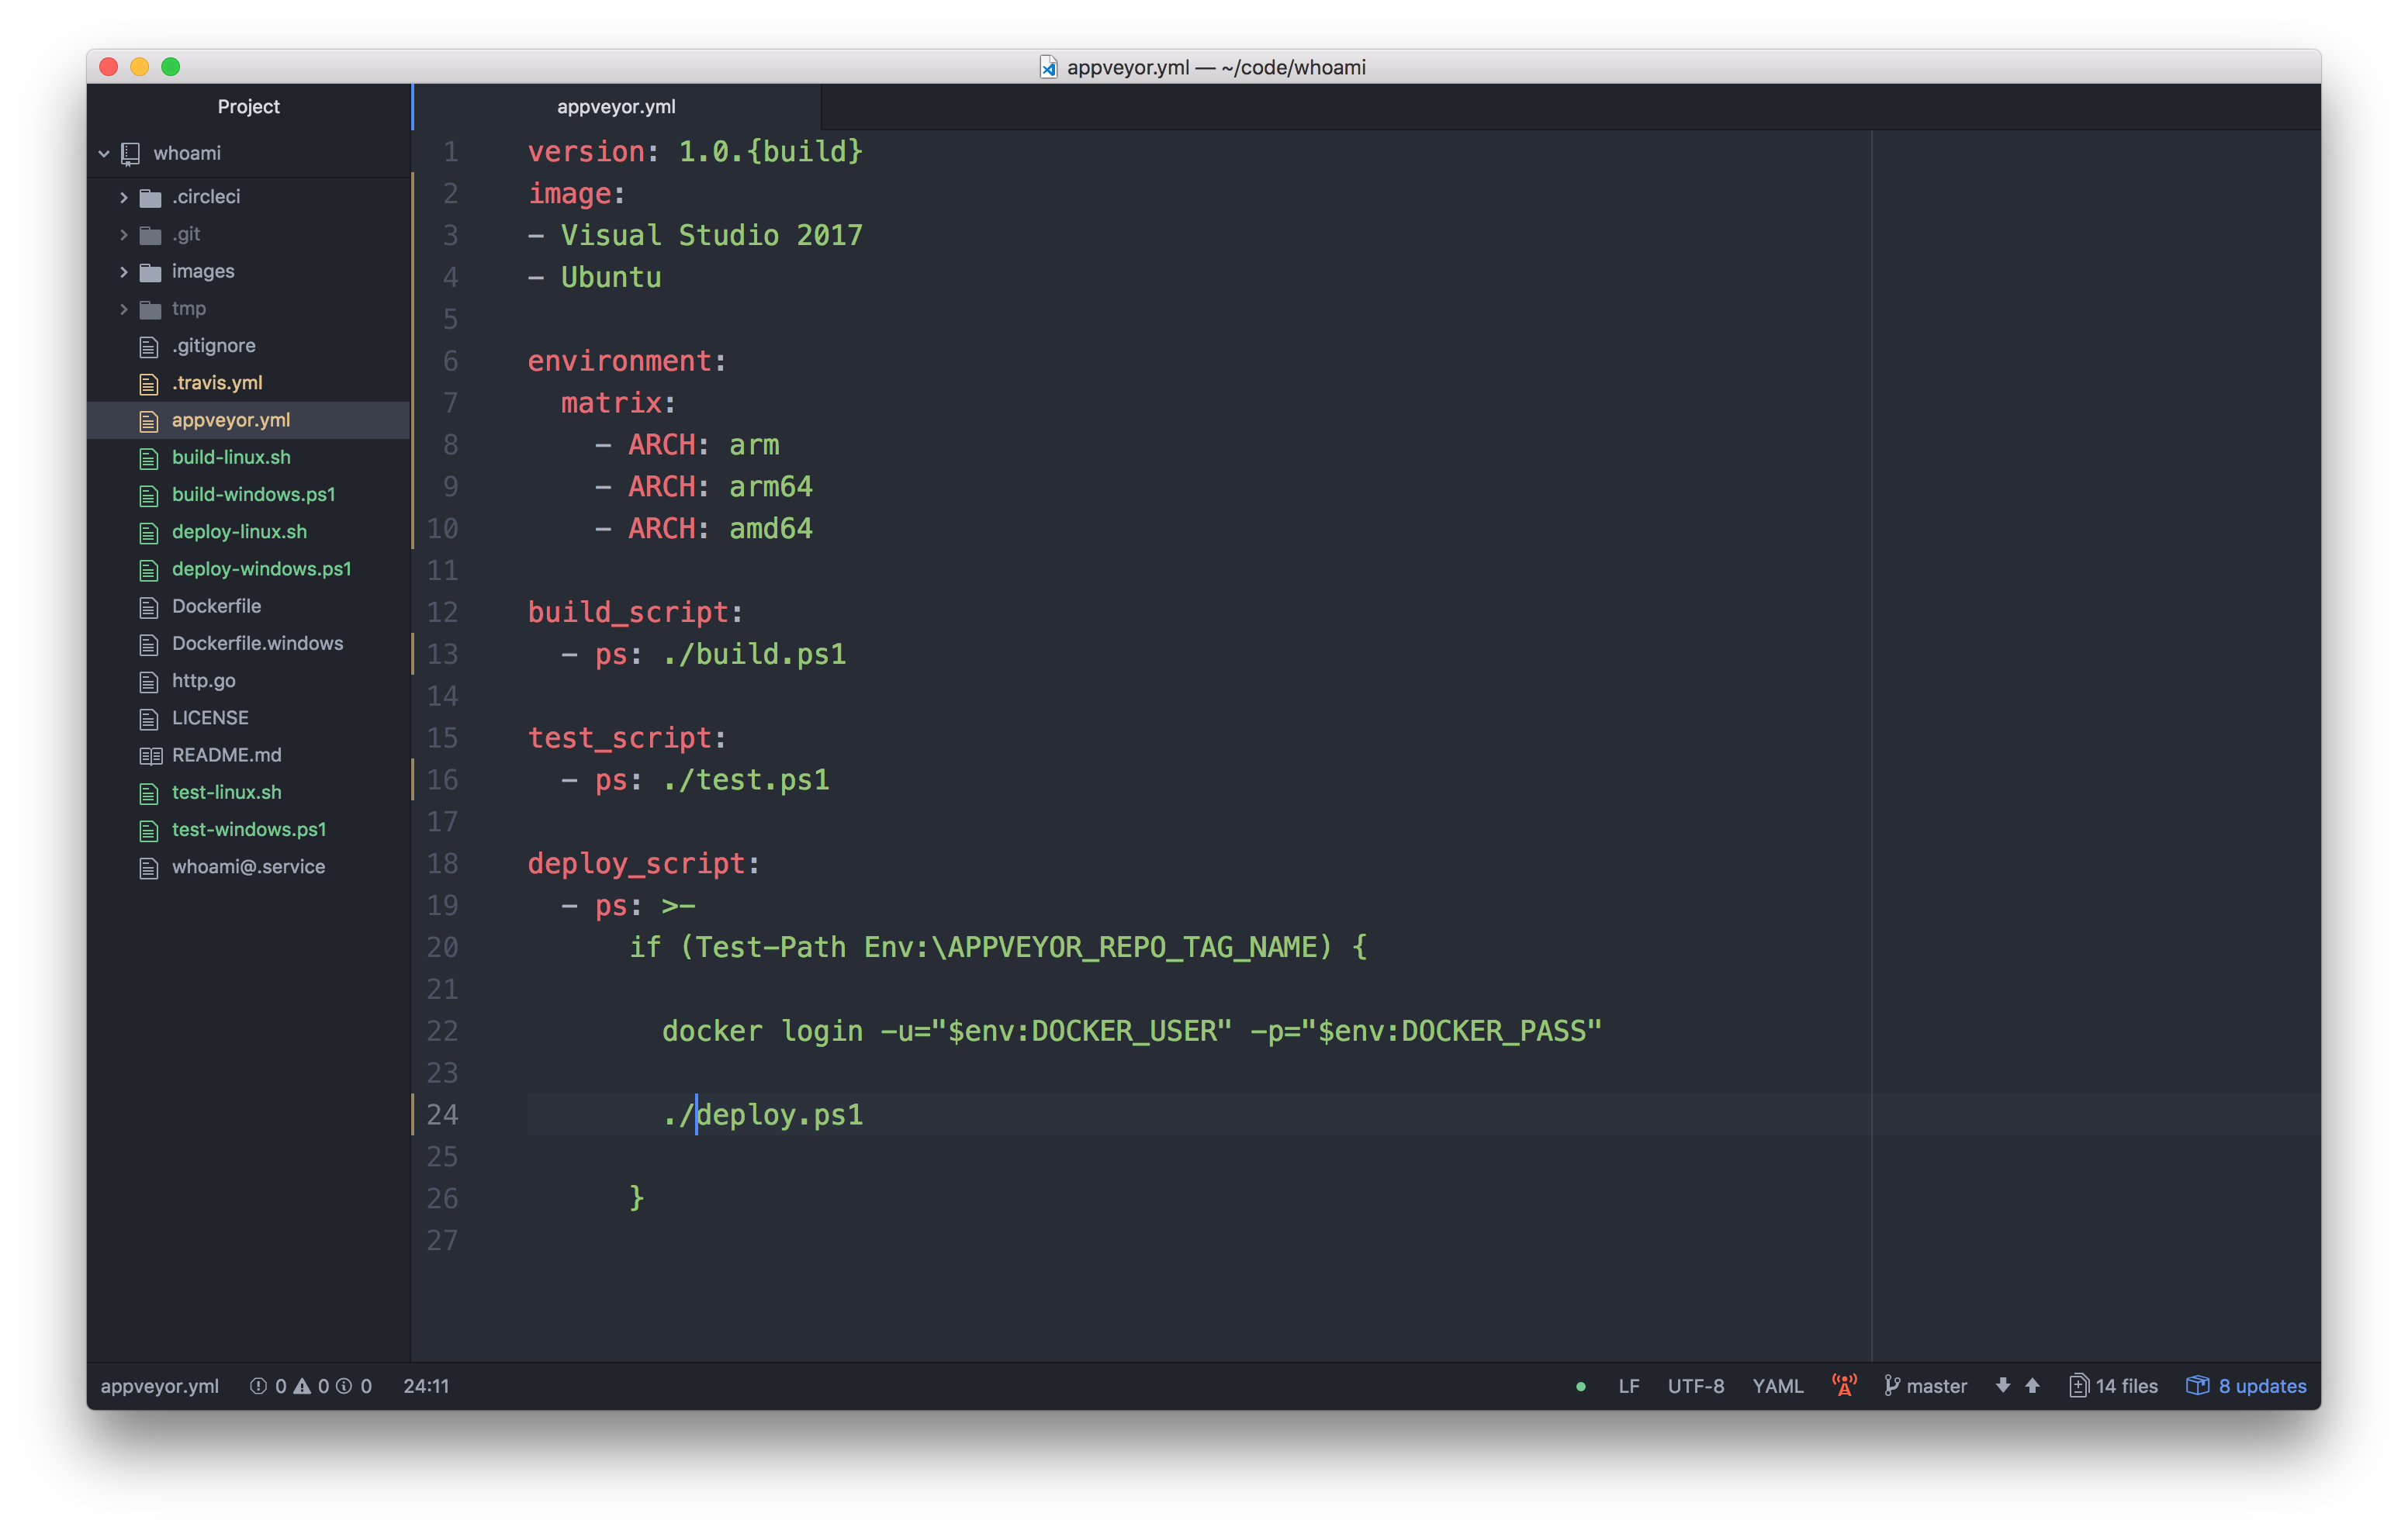 appveyor.yml — ~/code/whoami
Project
whoami
.circleci
.git
images
tmp
.gitignore
.travis.yml
appveyor.yml
build-linux.sh
build-windows.ps1
deploy-linux.sh
deploy-windows.ps1
Dockerfile
Dockerfile.windows
http.go
LICENSE
README.md
test-linux.sh
test-windows.ps1
whoami@.service
appveyor.yml
1 version: 1.0.{build}
2 image:
3 - Visual Studio 2017
4 - Ubuntu
5
6 environment:
7   matrix:
8     - ARCH: arm
9     - ARCH: arm64
10     - ARCH: amd64
11
12 build_script:
13   - ps: ./build.ps1
14
15 test_script:
16   - ps: ./test.ps1
17
18 deploy_script:
19   - ps: >-
20       if (Test-Path Env:\APPVEYOR_REPO_TAG_NAME) {
21
22         docker login -u="$env:DOCKER_USER" -p="$env:DOCKER_PASS"
23
24         ./deploy.ps1
25
26       }
27
appveyor.yml 0 0 0 24:11 LF UTF-8 YAML master 14 files 8 updates